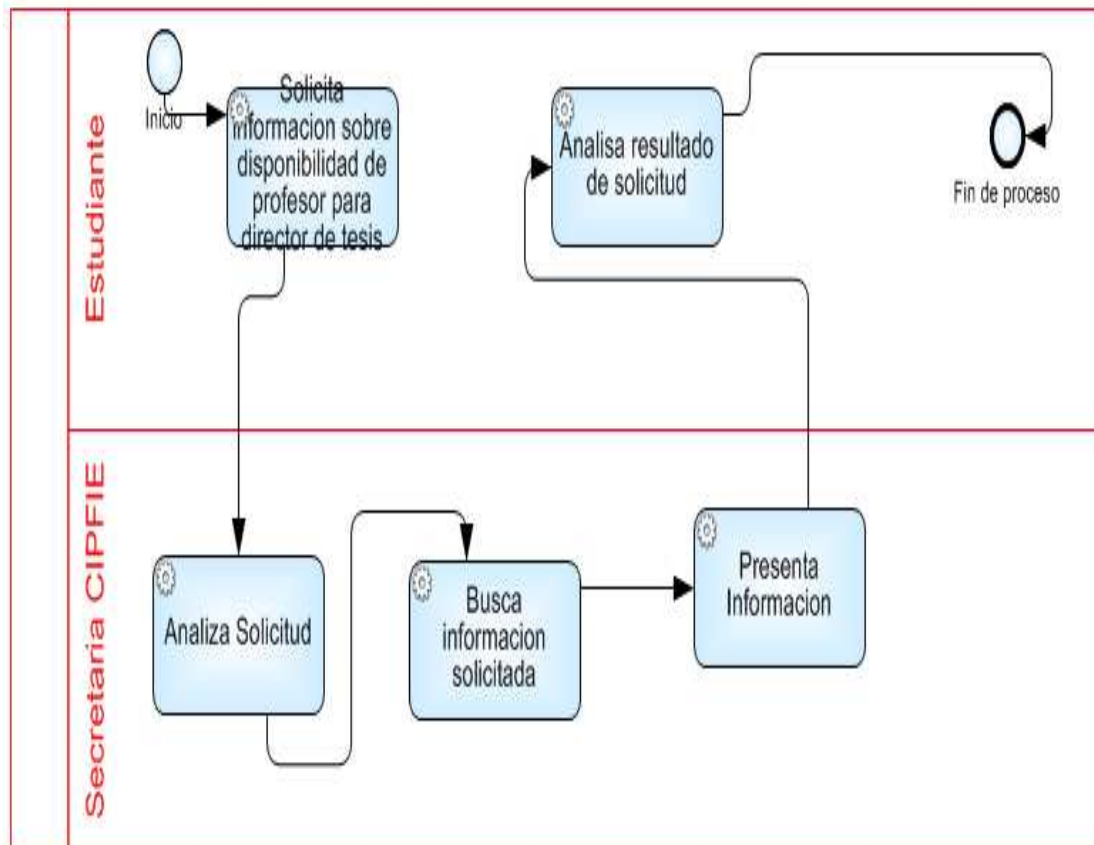 Estudiante
Inicio
Solicita
informacion sobre
disponibilidad de
profesor para
director de tesis
Analisa resultado
de solicitud
Fin de proceso
Secretaria CIPFIE
Analiza Solicitud
Busca
informacion
solicitada
Presenta
Informacion